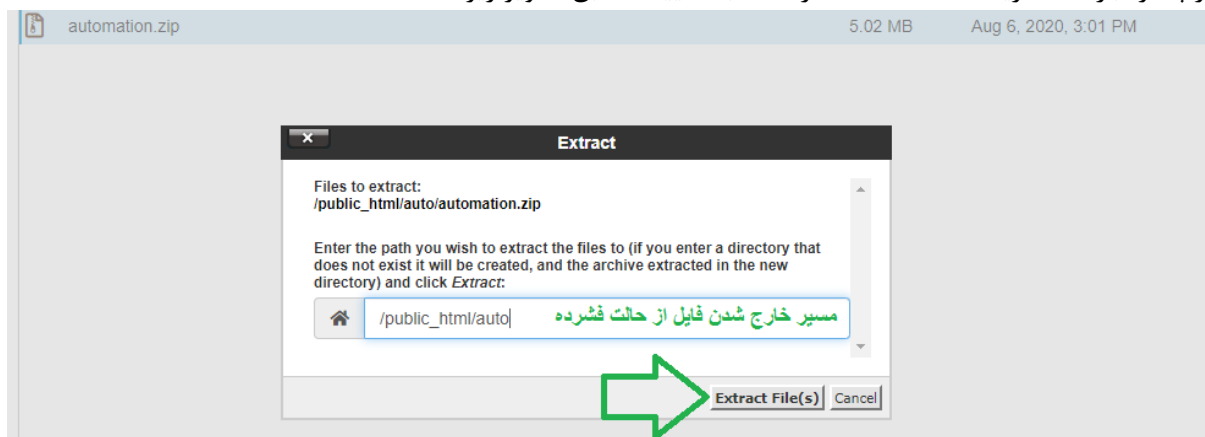 automation.zip 5.02 MB Aug 6, 2020, 3:01 PM
× Extract
Files to extract:
/public_html/auto/automation.zip
Enter the path you wish to extract the files to (if you enter a directory that
does not exist it will be created, and the archive extracted in the new
directory) and click Extract:
/public_html/auto مسیر خارج شدن فایل از حالت فشرده
Extract File(s) Cancel